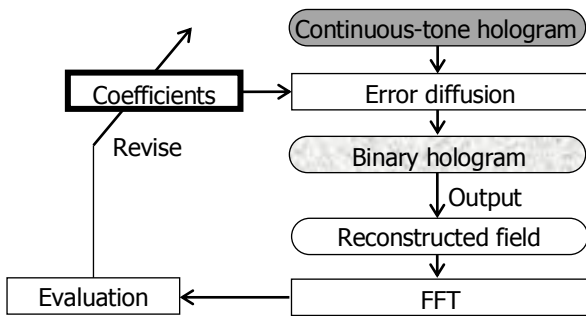 Continuous-tone hologram
Coefficients
Error diffusion
Revise
Binary hologram
Output
Reconstructed field
Evaluation
FFT